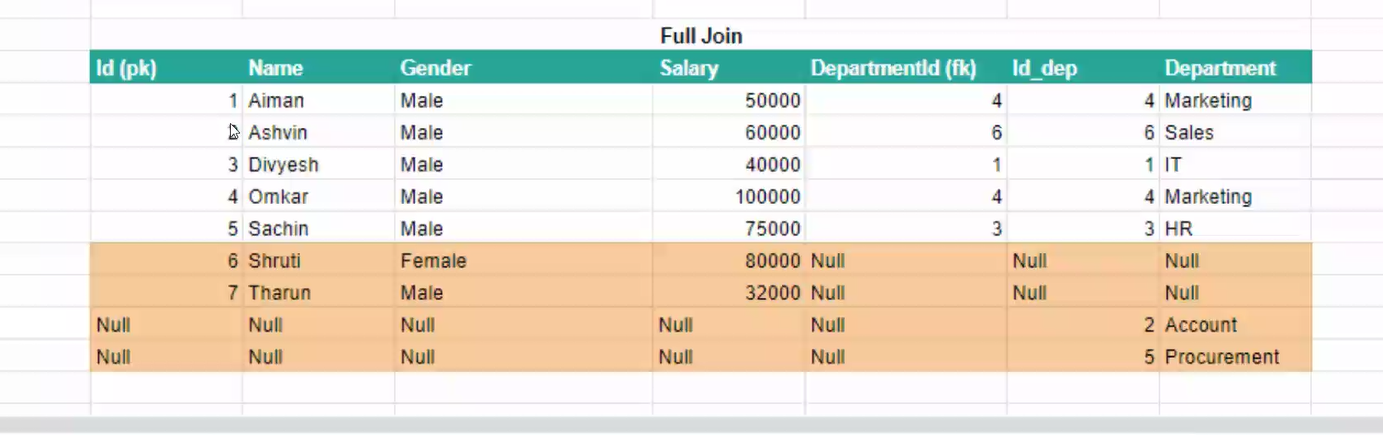 Full Join
Id (pk) Name Gender Salary DepartmentId (fk) Id_dep Department
1 Aiman Male 50000 4 4 Marketing
Ashvin Male 60000 6 6 Sales
3 Divyesh Male 40000 1 1 IT
4 Omkar Male 100000 4 4 Marketing
5 Sachin Male 75000 3 3 HR
6 Shruti Female 80000 Null Null Null
7 Tharun Male 32000 Null Null Null
Null Null Null Null Null 2 Account
Null Null Null Null Null 5 Procurement